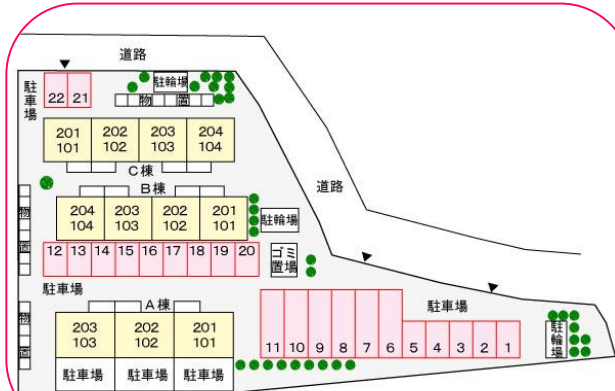 道路
駐車場
22 21
駐輪場
物 置
201 202 203 204
101 102 103 104
C棟
道路
B棟
204 203 202 201
104 103 102 101
駐輪場
物 置
12 13 14 15 16 17 18 19 20
ゴミ
置場
駐車場
A棟
203 202 201
103 102 101
駐車場 駐車場 駐車場
物 置
駐車場
11 10 9 8 7 6 5 4 3 2 1
駐輪場